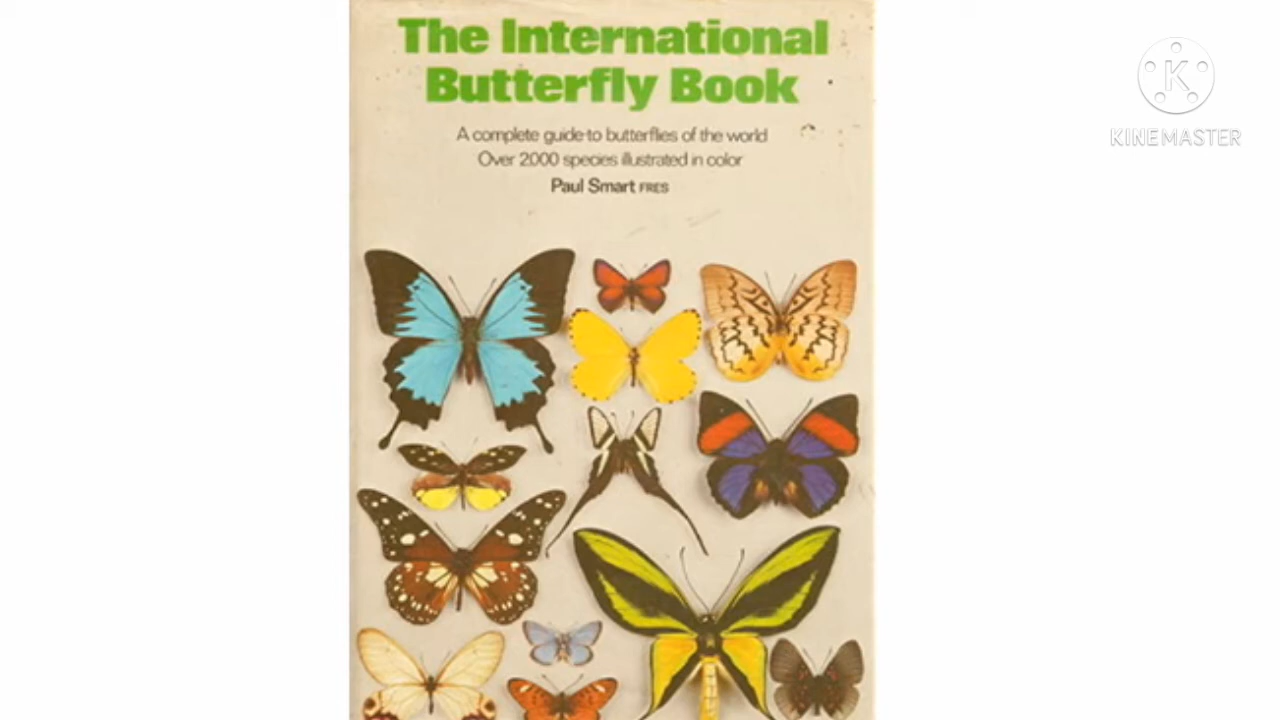 The International
Butterfly Book
A complete guide to butterflies of the world
Over 2000 species illustrated in color
Paul Smart FRES
K
KINEMASTER